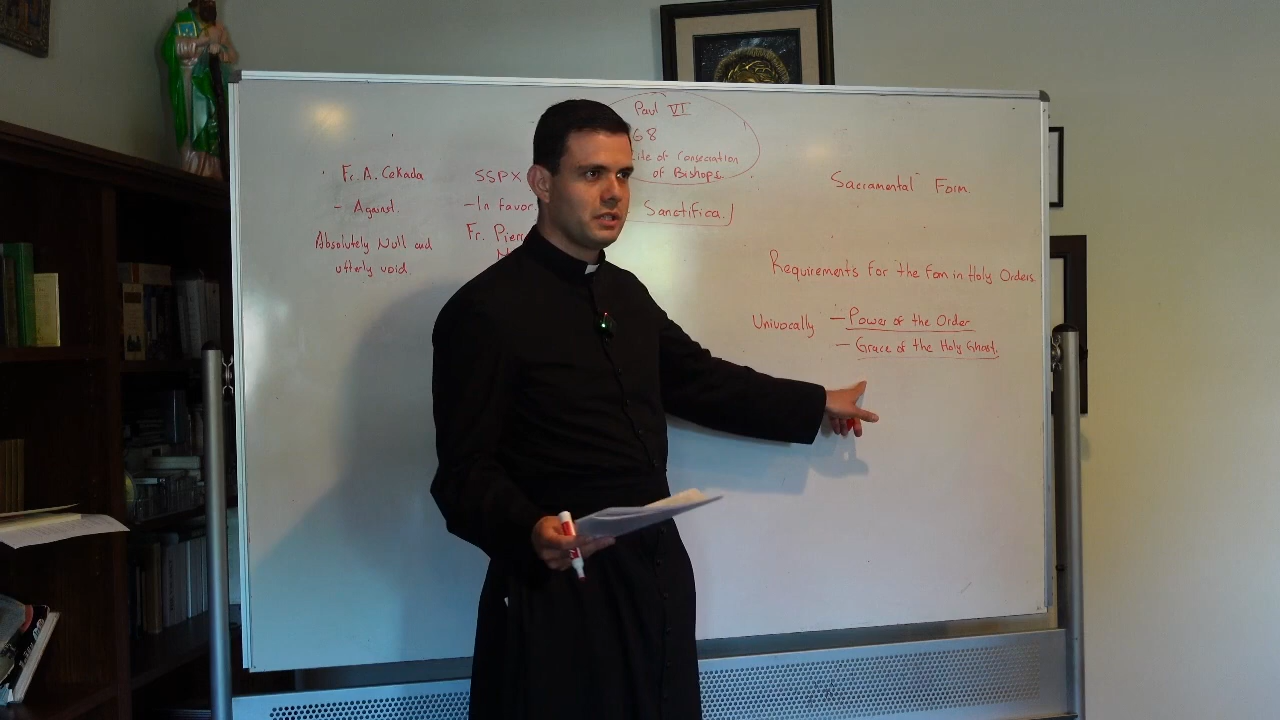 Paul VI
68
ite of Consecration
of Bishops.
Fr. A. Cekada
- Against.
Absolutely Null and
utterly void.
SSPX
-In favor
Fr. Pierr
Sanctifica.
Sacramental Form.
Requirements for the Form in Holy Orders.
Univocally - Power of the Order
- Grace of the Holy Ghost.